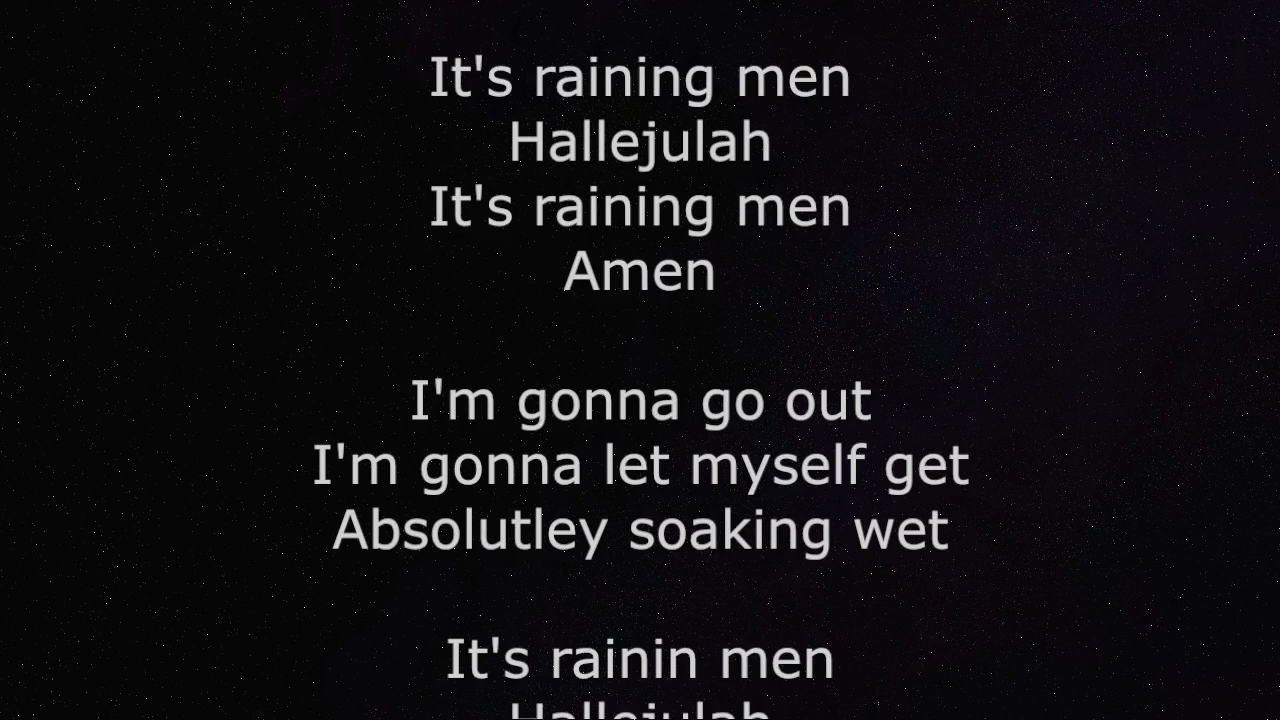 It's raining men
Hallejulah
It's raining men
Amen
I'm gonna go out
I'm gonna let myself get
Absolutley soaking wet
It's rainin men
Hallejulah